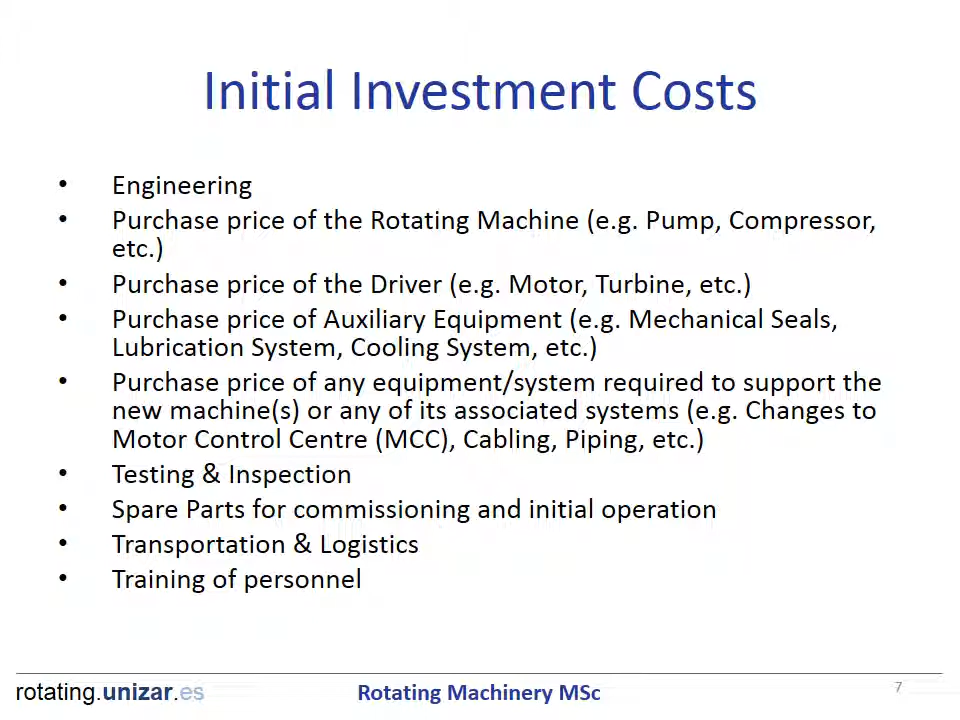 Initial Investment Costs
• Engineering
• Purchase price of the Rotating Machine (e.g. Pump, Compressor,
etc.)
• Purchase price of the Driver (e.g. Motor, Turbine, etc.)
• Purchase price of Auxiliary Equipment (e.g. Mechanical Seals,
Lubrication System, Cooling System, etc.)
• Purchase price of any equipment/system required to support the
new machine(s) or any of its associated systems (e.g. Changes to
Motor Control Centre (MCC), Cabling, Piping, etc.)
• Testing & Inspection
• Spare Parts for commissioning and initial operation
• Transportation & Logistics
• Training of personnel
rotating.unizar.es Rotating Machinery MSc 7